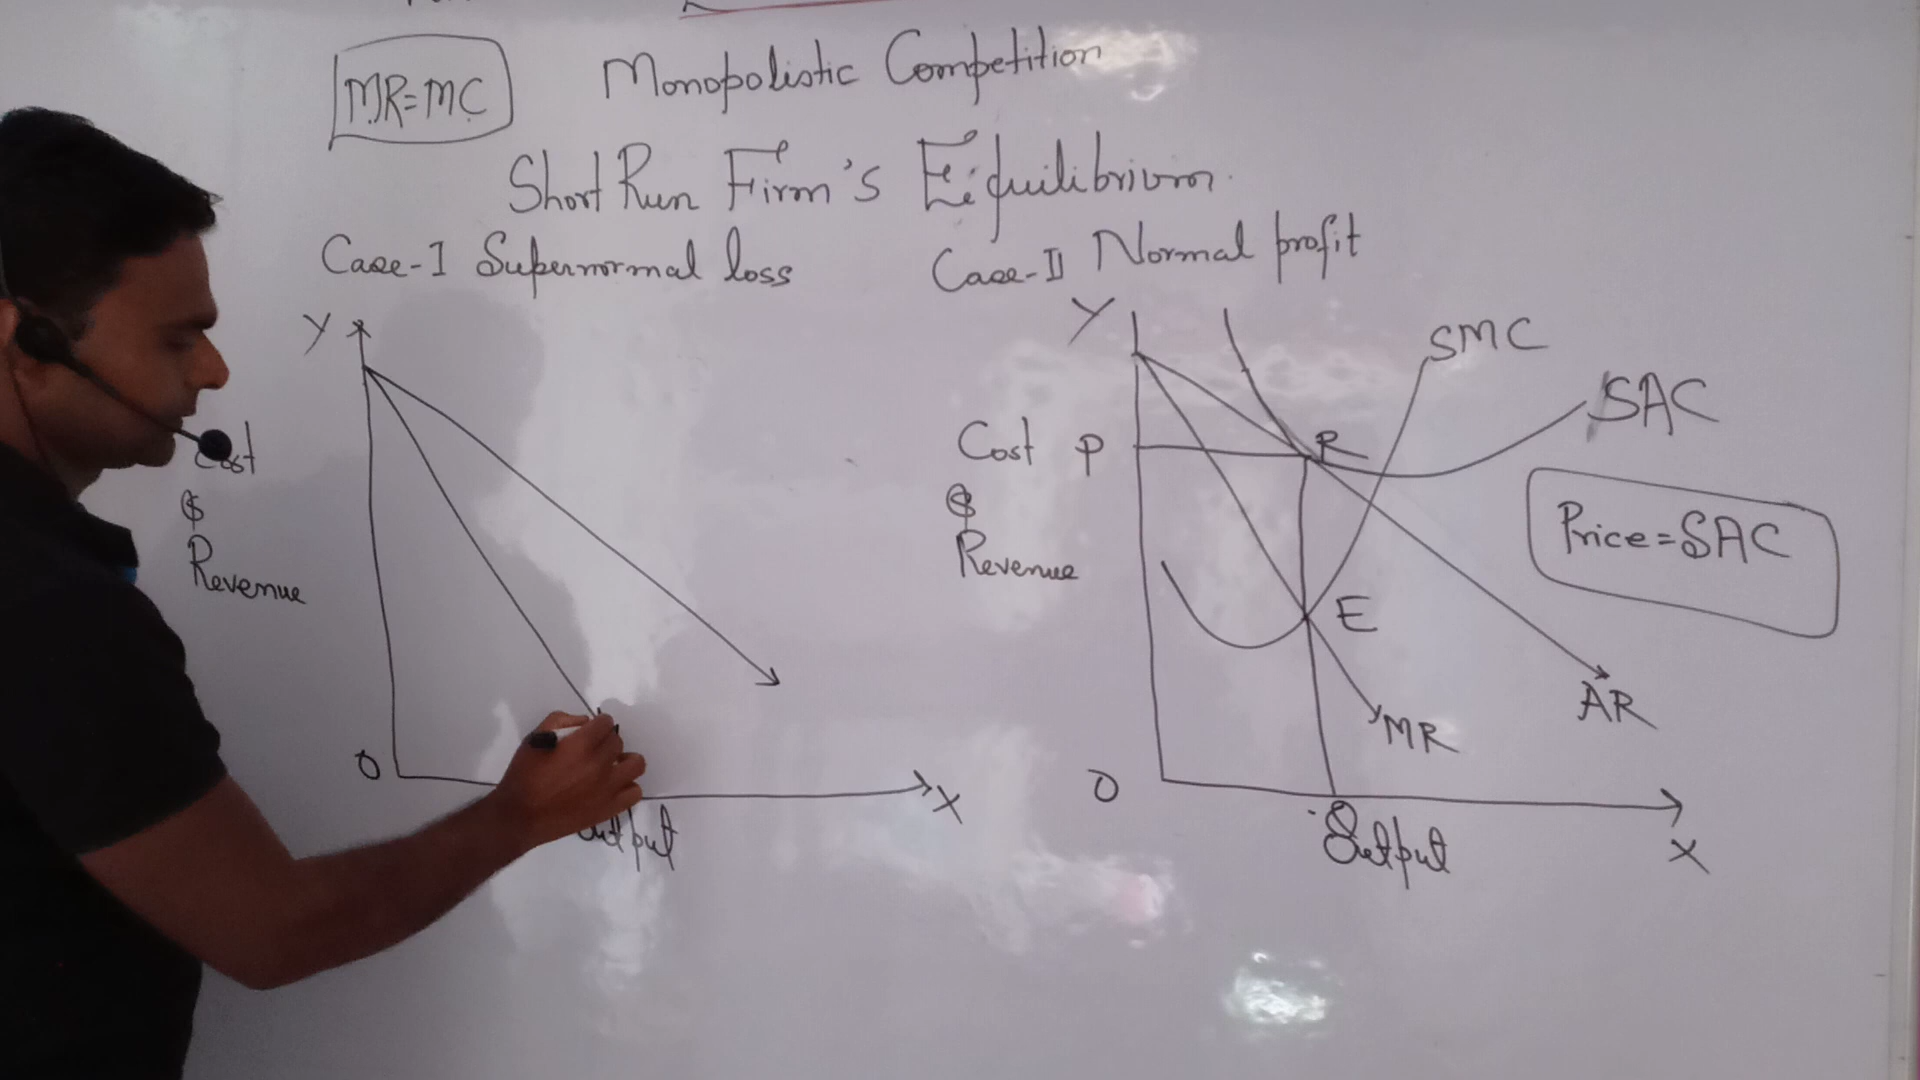 MR=MC
Monopolistic Competition
Short Run Firm's Equilibrium
Case-I Supernormal loss
Case-II Normal profit
Y
Cost
&
Revenue
O
X
Output
Y
Cost
&
Revenue
P
R
E
SMC
SAC
Price=SAC
AR
MR
O
Output
X